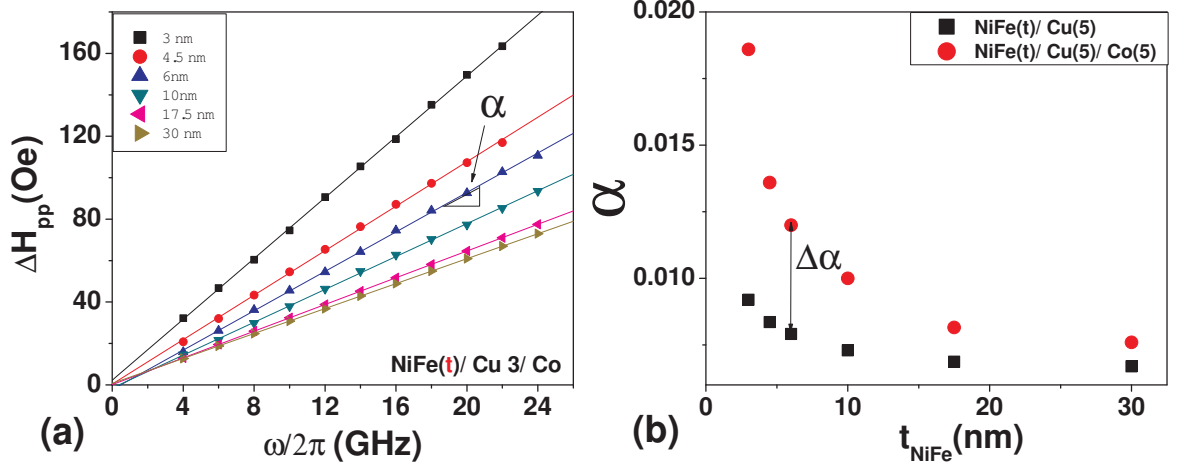 160
120
80
40
0
ΔH_pp(Oe)
3 nm
4.5 nm
6nm
10nm
17.5 nm
30 nm
α
NiFe(t)/ Cu 3/ Co
0 4 8 12 16 20 24
(a)
ω/2π (GHz)
0.020
0.015
0.010
α
NiFe(t)/ Cu(5)
NiFe(t)/ Cu(5)/ Co(5)
Δα
0 10 20 30
(b)
t_NiFe(nm)